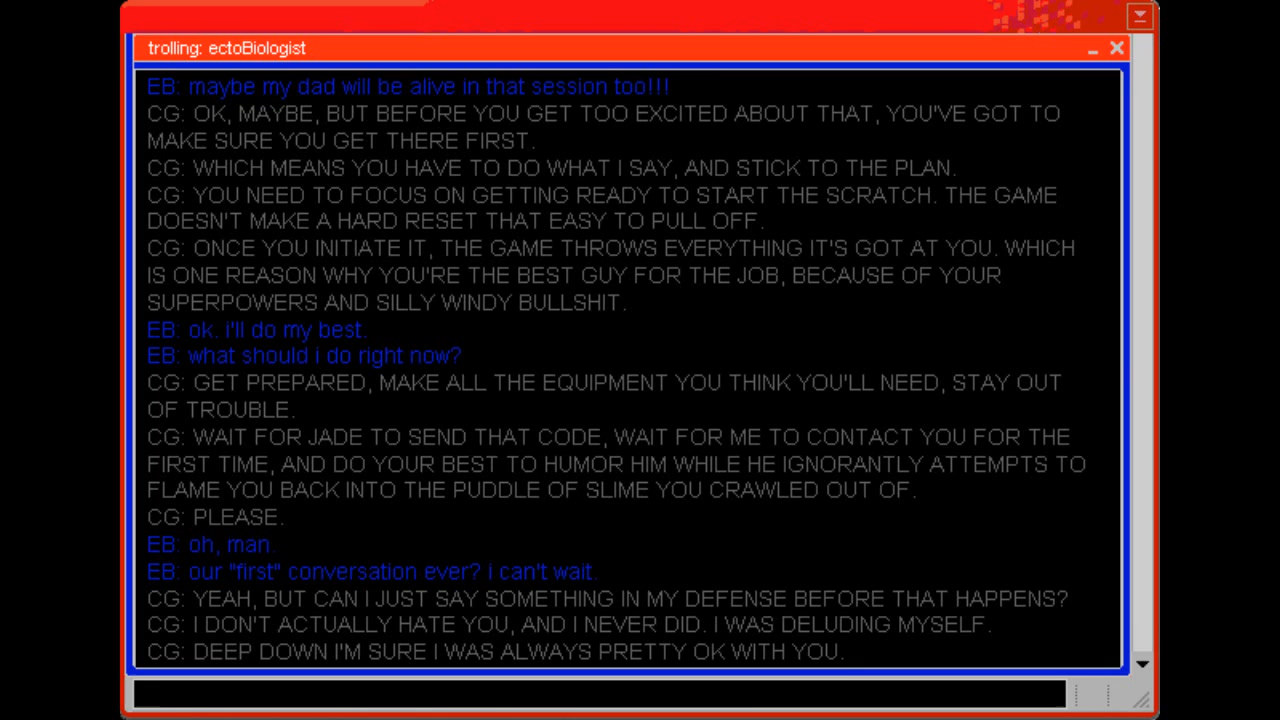 trolling: ectoBiologist
EB: maybe my dad will be alive in that session too!!!
CG: OK, MAYBE, BUT BEFORE YOU GET TOO EXCITED ABOUT THAT, YOU'VE GOT TO
MAKE SURE YOU GET THERE FIRST.
CG: WHICH MEANS YOU HAVE TO DO WHAT I SAY, AND STICK TO THE PLAN.
CG: YOU NEED TO FOCUS ON GETTING READY TO START THE SCRATCH. THE GAME
DOESN'T MAKE A HARD RESET THAT EASY TO PULL OFF.
CG: ONCE YOU INITIATE IT, THE GAME THROWS EVERYTHING IT'S GOT AT YOU. WHICH
IS ONE REASON WHY YOU'RE THE BEST GUY FOR THE JOB, BECAUSE OF YOUR
SUPERPOWERS AND SILLY WINDY BULLSHIT.
EB: ok. i'll do my best.
EB: what should i do right now?
CG: GET PREPARED, MAKE ALL THE EQUIPMENT YOU THINK YOU'LL NEED, STAY OUT
OF TROUBLE.
CG: WAIT FOR JADE TO SEND THAT CODE, WAIT FOR ME TO CONTACT YOU FOR THE
FIRST TIME, AND DO YOUR BEST TO HUMOR HIM WHILE HE IGNORANTLY ATTEMPTS TO
FLAME YOU BACK INTO THE PUDDLE OF SLIME YOU CRAWLED OUT OF.
CG: PLEASE.
EB: oh, man.
EB: our "first" conversation ever? i can't wait.
CG: YEAH, BUT CAN I JUST SAY SOMETHING IN MY DEFENSE BEFORE THAT HAPPENS?
CG: I DON'T ACTUALLY HATE YOU, AND I NEVER DID. I WAS DELUDING MYSELF.
CG: DEEP DOWN I'M SURE I WAS ALWAYS PRETTY OK WITH YOU.